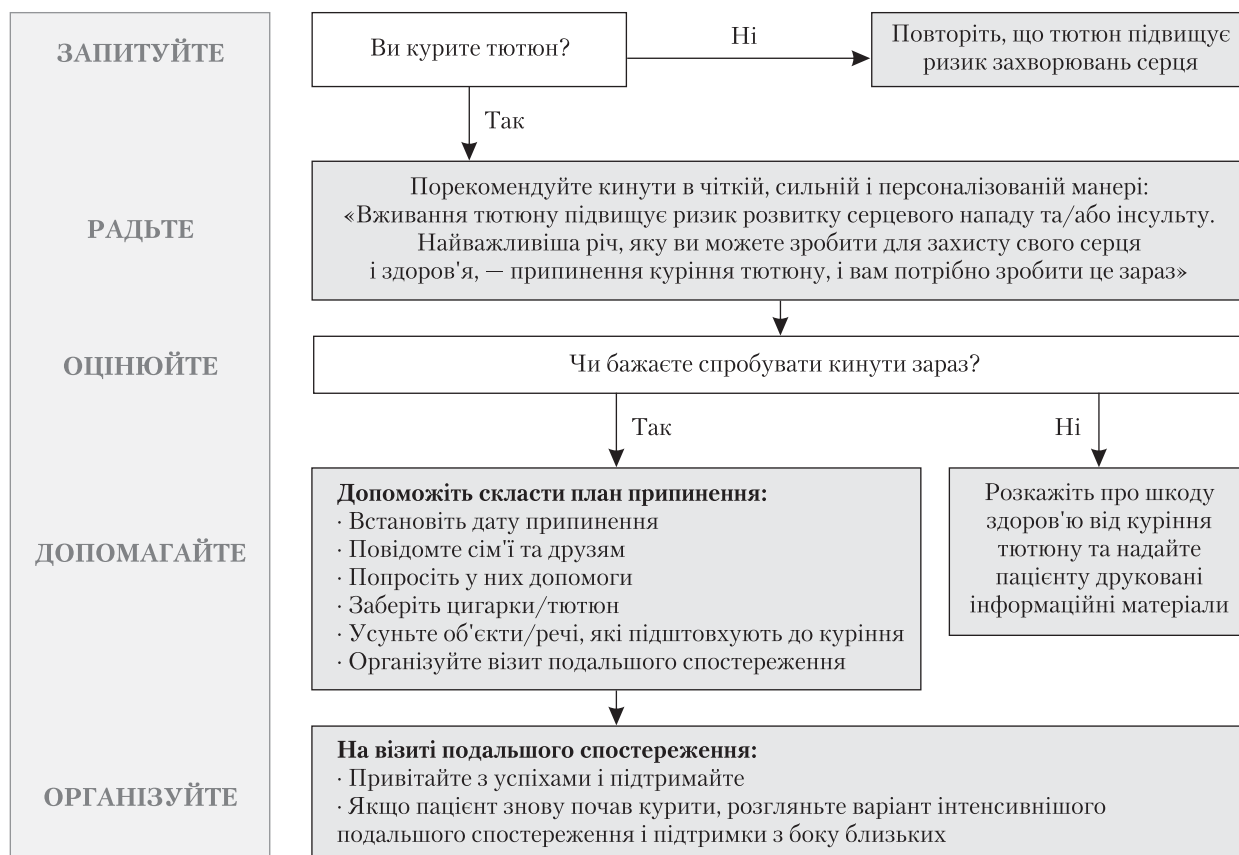 ЗАПИТУЙТЕ
Ви курите тютюн?
Ні
Повторіть, що тютюн підвищує
ризик захворювань серця
Так
РАДЬТЕ
Порекомендуйте кинути в чіткій, сильній і персоналізованій манері:
«Вживання тютюну підвищує ризик розвитку серцевого нападу та/або інсульту.
Найважливіша річ, яку ви можете зробити для захисту свого серця
і здоров'я, — припинення куріння тютюну, і вам потрібно зробити це зараз»
ОЦІНЮЙТЕ
Чи бажаєте спробувати кинути зараз?
Так
Ні
ДОПОМАГАЙТЕ
Допоможіть скласти план припинення:
· Встановіть дату припинення
· Повідомте сім'ї та друзям
· Попросіть у них допомоги
· Заберіть цигарки/тютюн
· Усуньте об'єкти/речі, які підштовхують до куріння
· Організуйте візит подальшого спостереження
Розкажіть про шкоду
здоров'ю від куріння
тютюну та надайте
пацієнту друковані
інформаційні матеріали
ОРГАНІЗУЙТЕ
На візиті подальшого спостереження:
· Привітайте з успіхами і підтримайте
· Якщо пацієнт знову почав курити, розгляньте варіант інтенсивнішого
подальшого спостереження і підтримки з боку близьких